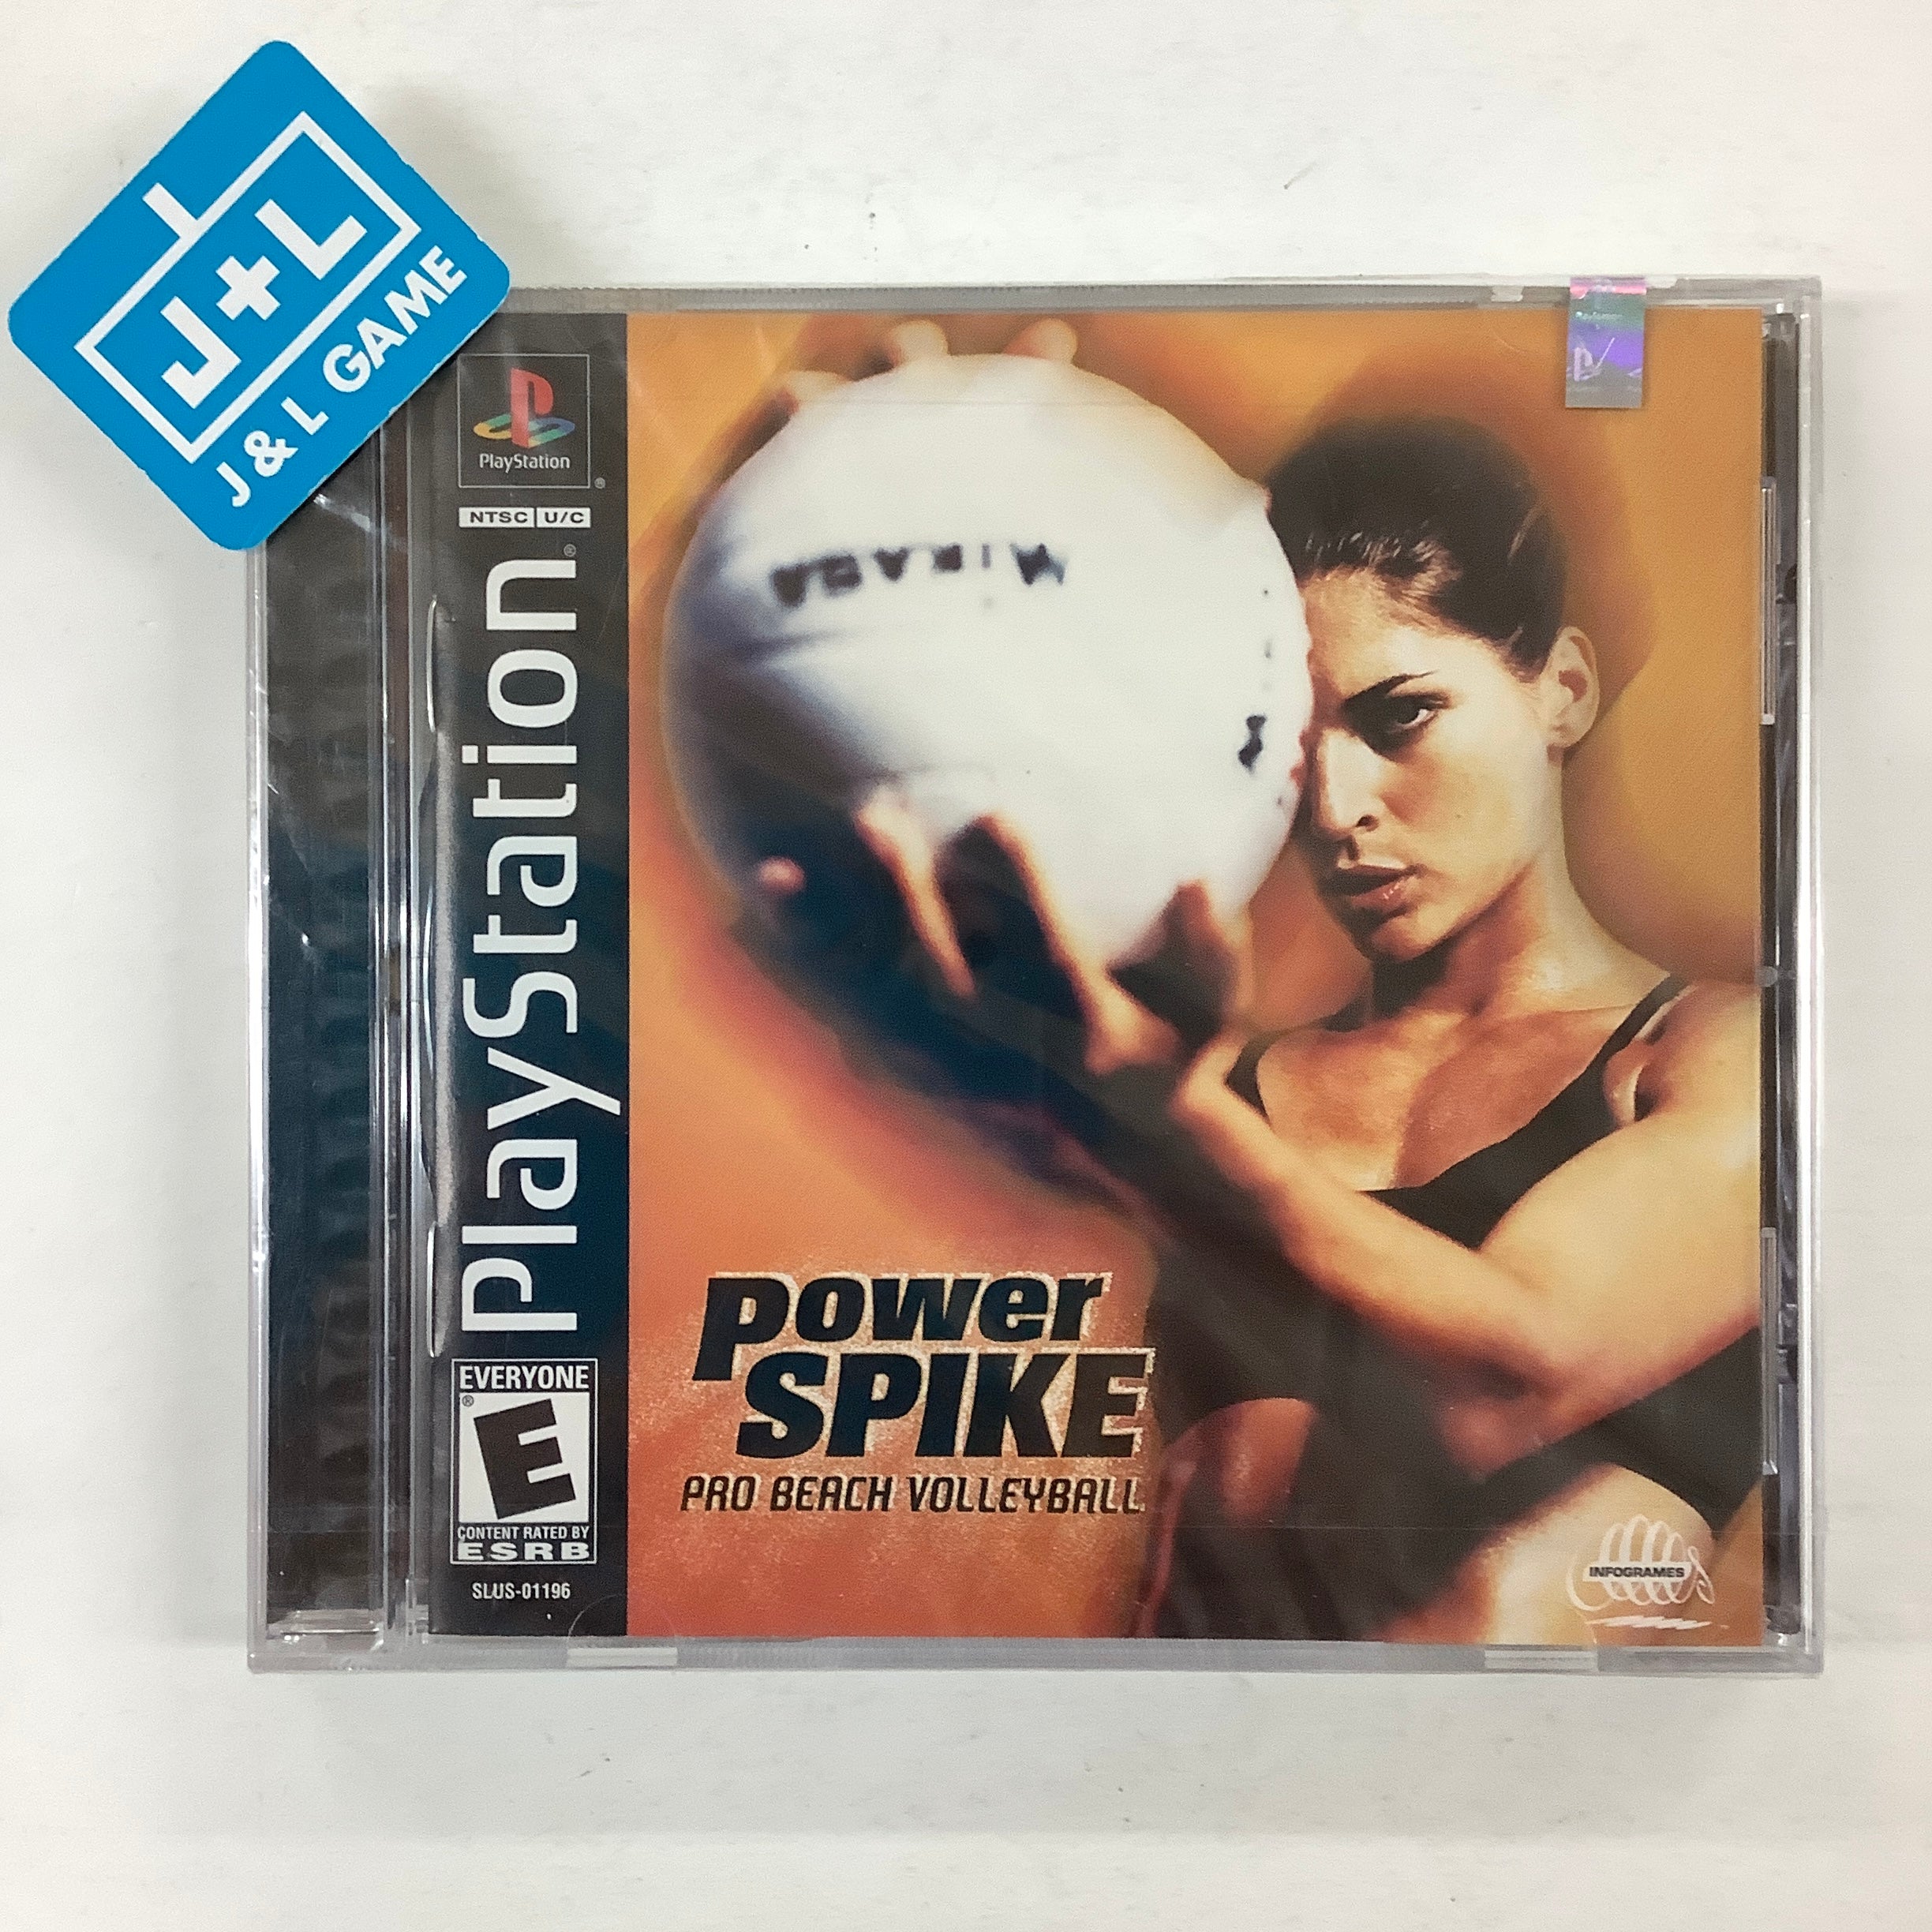 J+L
J & L GAME
PlayStation
NTSC U/C
PlayStation
EVERYONE
E
CONTENT RATED BY
ESRB
SLUS-01196
MIKASA
power
SPIKE
PRO BEACH VOLLEYBALL
INFOGRAMES